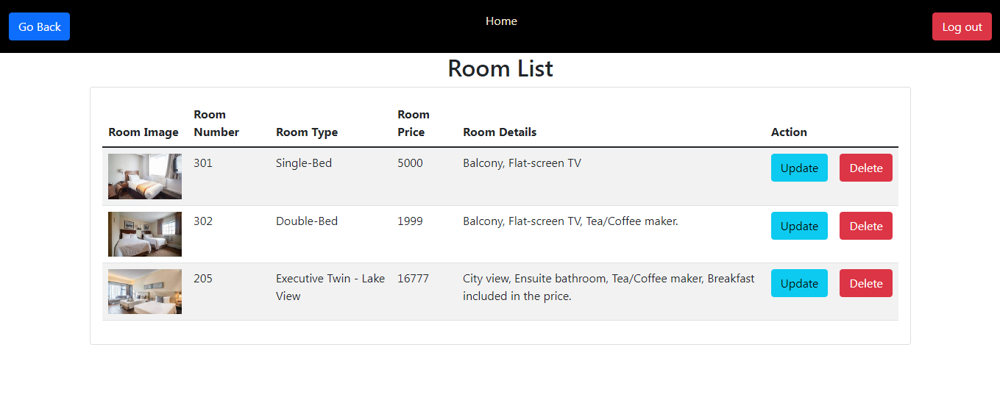 Go Back
Home
Log out
Room List
Room Image
Room
Number
Room Type
Room
Price
Room Details
Action
301
Single-Bed
5000
Balcony, Flat-screen TV
Update
Delete
302
Double-Bed
1999
Balcony, Flat-screen TV, Tea/Coffee maker.
Update
Delete
205
Executive Twin - Lake
View
16777
City view, Ensuite bathroom, Tea/Coffee maker, Breakfast
included in the price.
Update
Delete